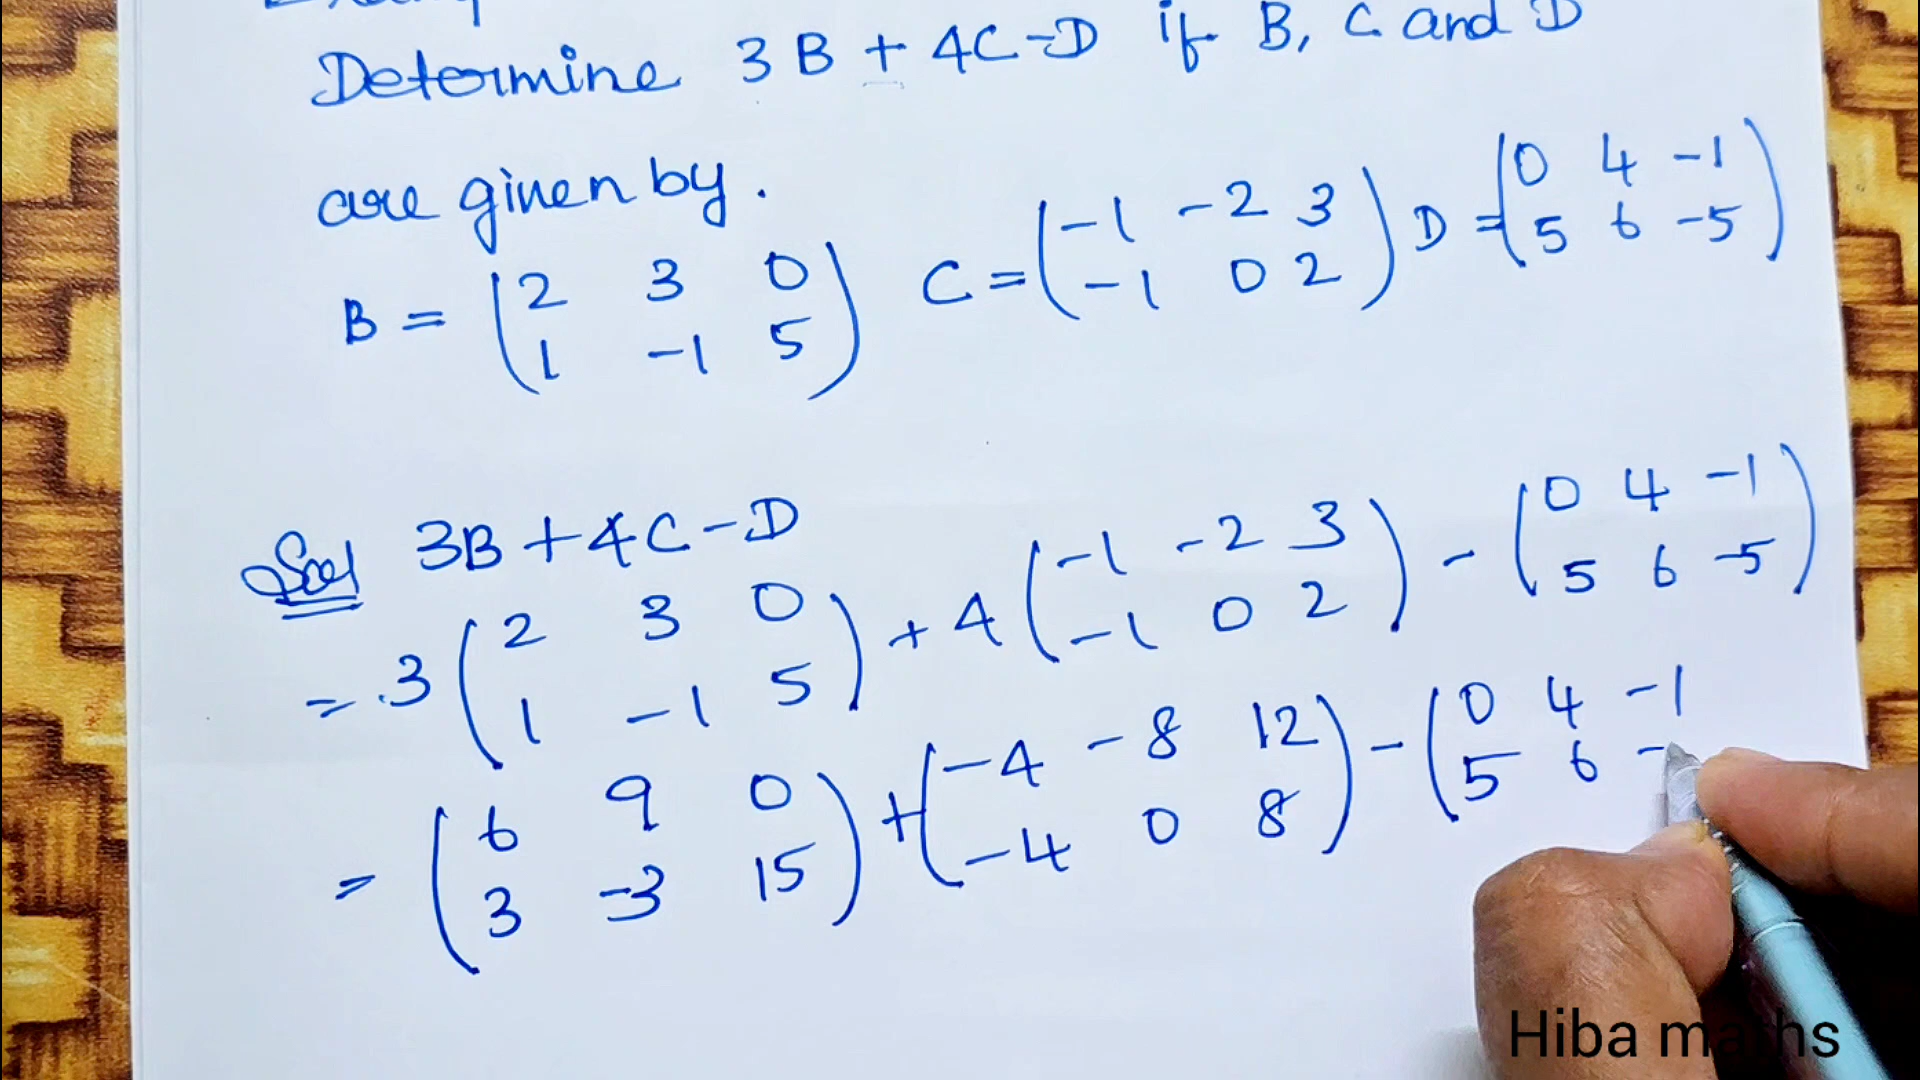 Determine 3B + 4C-D if B, C and D
are given by.
B = (2 3 0
1 -1 5) C = (-1 -2 3
-1 0 2) D = (0 4 -1
5 6 -5)
Sol 3B + 4C - D
= 3 (2 3 0
1 -1 5) + 4 (-1 -2 3
-1 0 2) - (0 4 -1
5 6 -5)
= (6 9 0
3 -3 15) + (-4 -8 12
-4 0 8) - (0 4 -1
5 6 -
Hiba maths